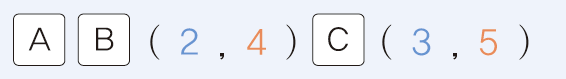 A B ( 2 , 4 ) C ( 3 , 5 )